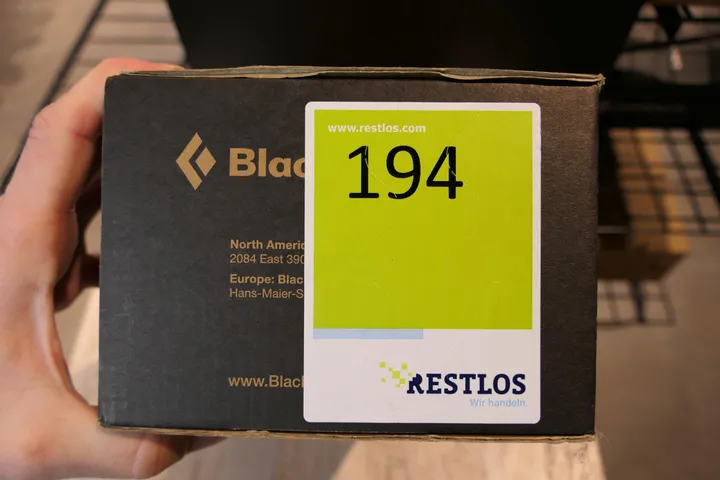 Blac
North Americ
2084 East 390
Europe: Blac
Hans-Maier-S
www.Black
www.restlos.com
194
RESTLOS
Wir handeln.